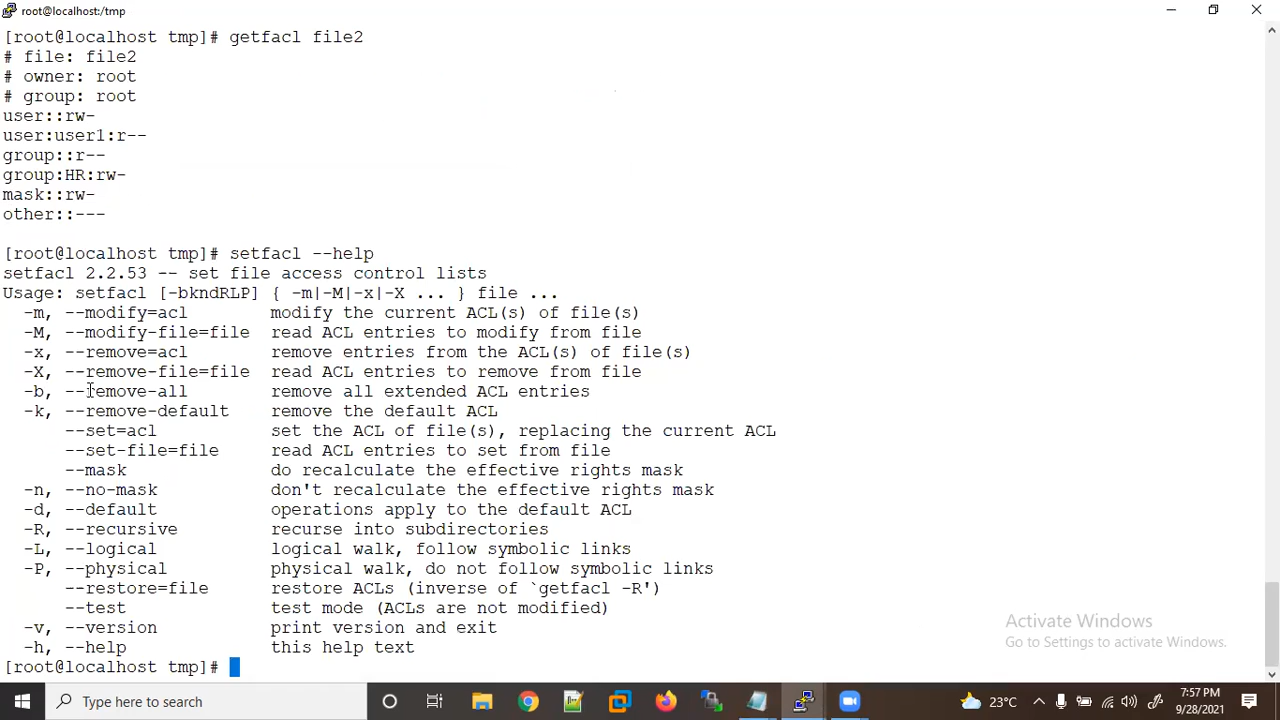 root@localhost:/tmp
[root@localhost tmp]# getfacl file2
# file: file2
# owner: root
# group: root
user::rw-
user:user1:r--
group::r--
group:HR:rw-
mask::rw-
other::---
[root@localhost tmp]# setfacl --help
setfacl 2.2.53 -- set file access control lists
Usage: setfacl [-bkndRLP] { -m|-M|-x|-X ... } file ...
-m, --modify=acl modify the current ACL(s) of file(s)
-M, --modify-file=file read ACL entries to modify from file
-x, --remove=acl remove entries from the ACL(s) of file(s)
-X, --remove-file=file read ACL entries to remove from file
-b, --remove-all remove all extended ACL entries
-k, --remove-default remove the default ACL
--set=acl set the ACL of file(s), replacing the current ACL
--set-file=file read ACL entries to set from file
--mask do recalculate the effective rights mask
-n, --no-mask don't recalculate the effective rights mask
-d, --default operations apply to the default ACL
-R, --recursive recurse into subdirectories
-L, --logical logical walk, follow symbolic links
-P, --physical physical walk, do not follow symbolic links
--restore=file restore ACLs (inverse of `getfacl -R')
--test test mode (ACLs are not modified)
-v, --version print version and exit
-h, --help this help text
[root@localhost tmp]#
Activate Windows
Go to Settings to activate Windows.
Type here to search
23°C
7:57 PM
9/28/2021